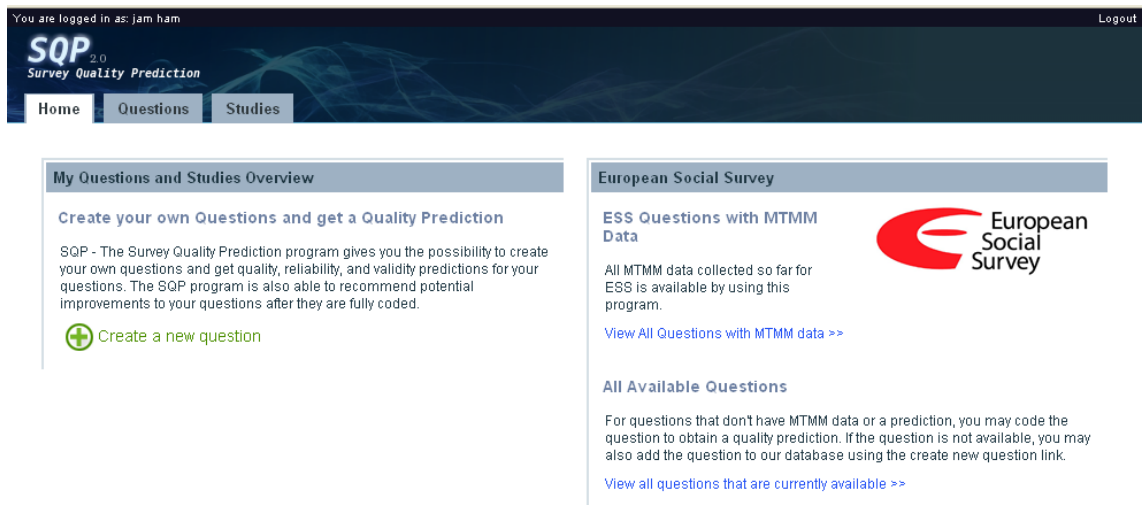 You are logged in as: jam ham
Logout
SQP 2.0
Survey Quality Prediction
Home
Questions
Studies
My Questions and Studies Overview
Create your own Questions and get a Quality Prediction
SQP - The Survey Quality Prediction program gives you the possibility to create
your own questions and get quality, reliability, and validity predictions for your
questions. The SQP program is also able to recommend potential
improvements to your questions after they are fully coded.
Create a new question
European Social Survey
ESS Questions with MTMM
Data
All MTMM data collected so far for
ESS is available by using this
program.
View All Questions with MTMM data >>
European
Social
Survey
All Available Questions
For questions that don't have MTMM data or a prediction, you may code the
question to obtain a quality prediction. If the question is not available, you may
also add the question to our database using the create new question link.
View all questions that are currently available >>